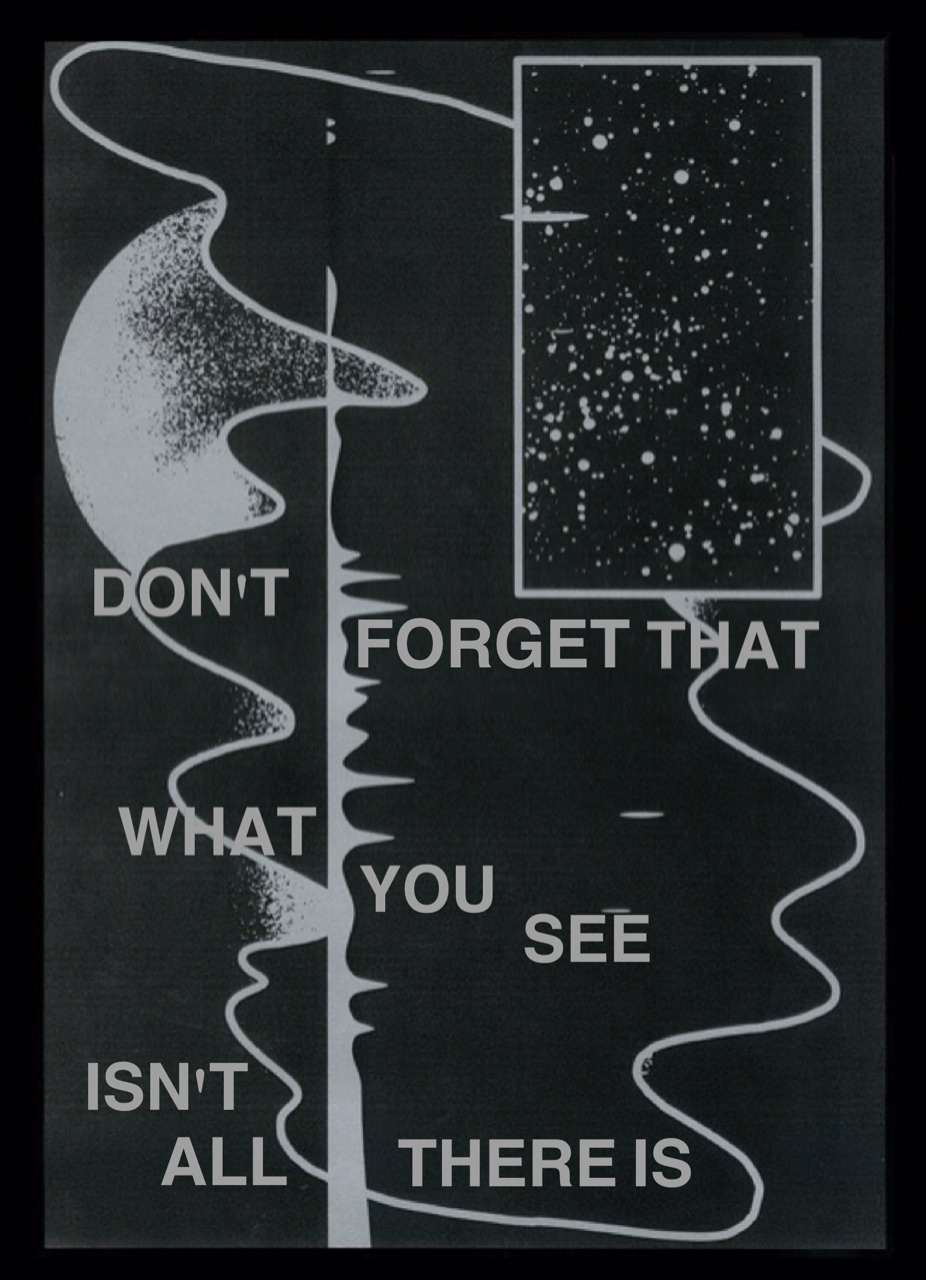 DON'T
FORGET THAT
WHAT
YOU
SEE
ISN'T
ALL THERE IS